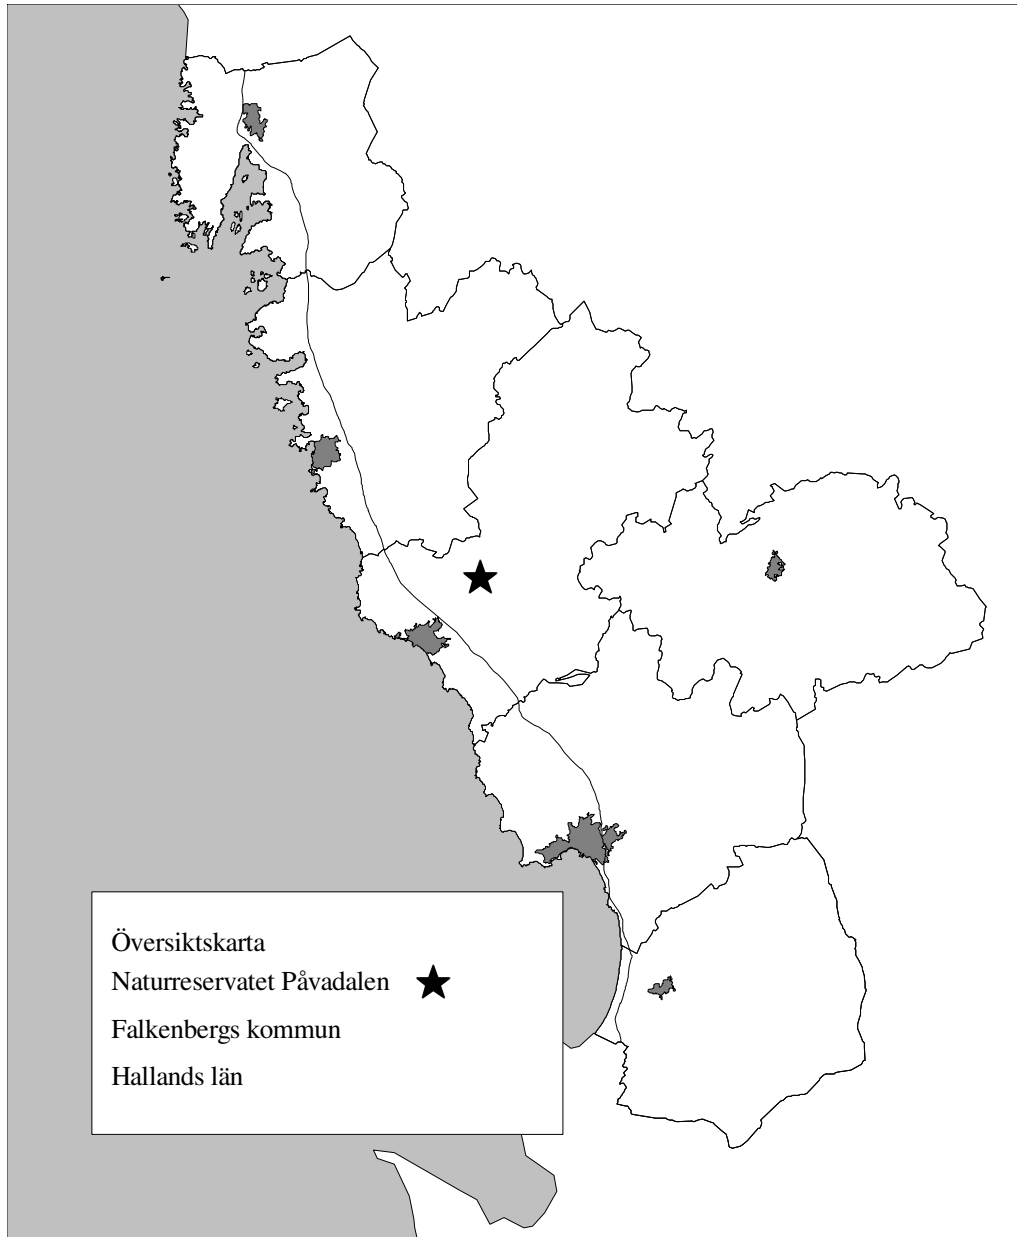 Översiktskarta
Naturreservatet Påvadalen
Falkenbergs kommun
Hallands län